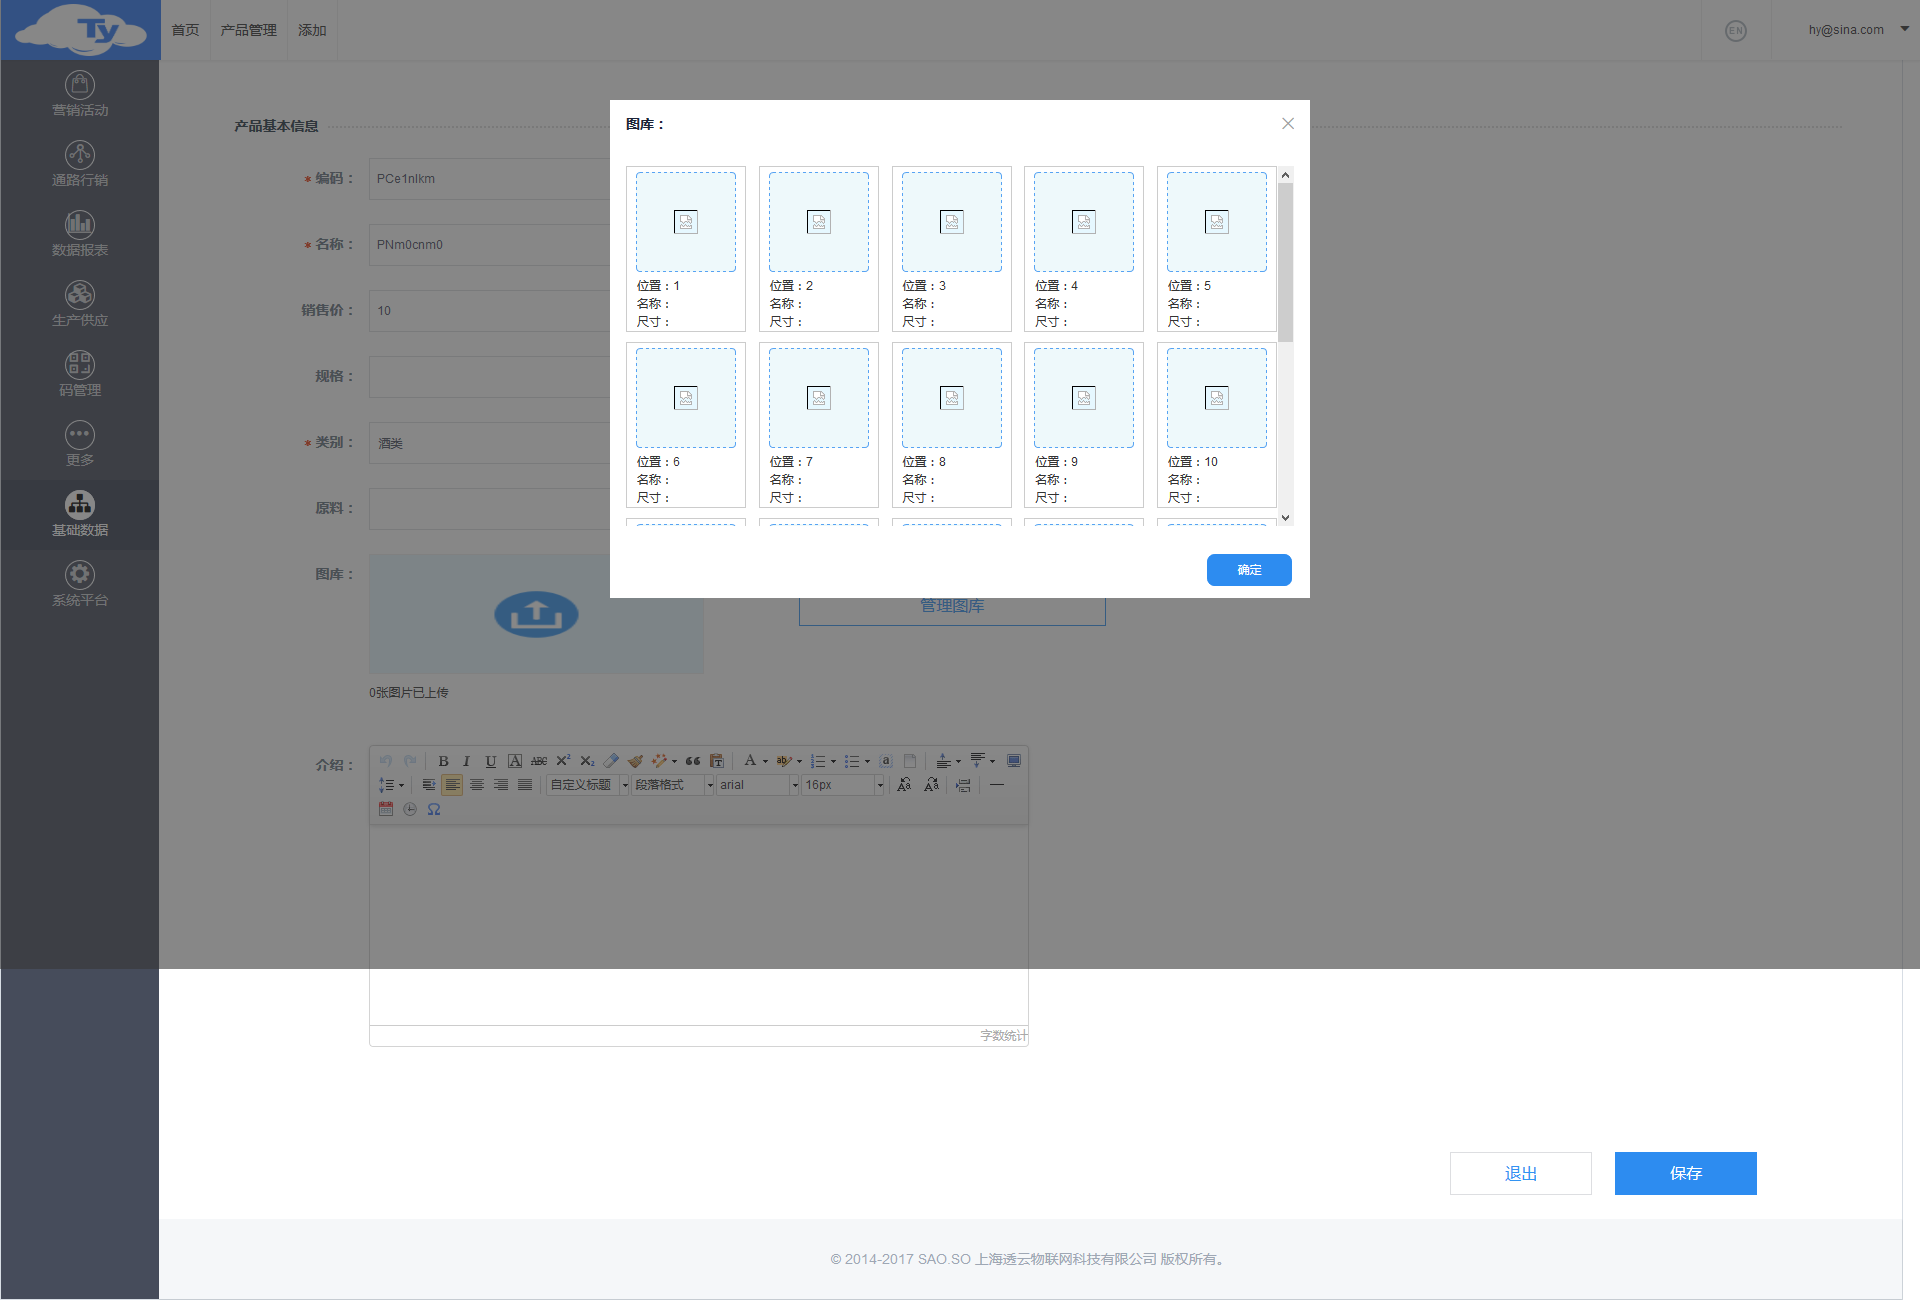 Ty
首页 产品管理 添加
EN
hy@sina.com
营销活动
通路行销
数据报表
生产供应
码管理
更多
基础数据
系统平台
产品基本信息
* 编码： PCe1nlkm
* 名称： PNm0cnm0
销售价： 10
规格：
* 类别： 酒类
原料：
图库：
管理图库
0张图片已上传
图库：
位置：1 位置：2 位置：3 位置：4 位置：5
名称： 名称： 名称： 名称： 名称：
尺寸： 尺寸： 尺寸： 尺寸： 尺寸：
位置：6 位置：7 位置：8 位置：9 位置：10
名称： 名称： 名称： 名称： 名称：
尺寸： 尺寸： 尺寸： 尺寸： 尺寸：
确定
介绍：
B I U A ABC X² X₂ A ab a
自定义标题 段落格式 arial 16px
字数统计
退出 保存
© 2014-2017 SAO.SO 上海透云物联网科技有限公司 版权所有。